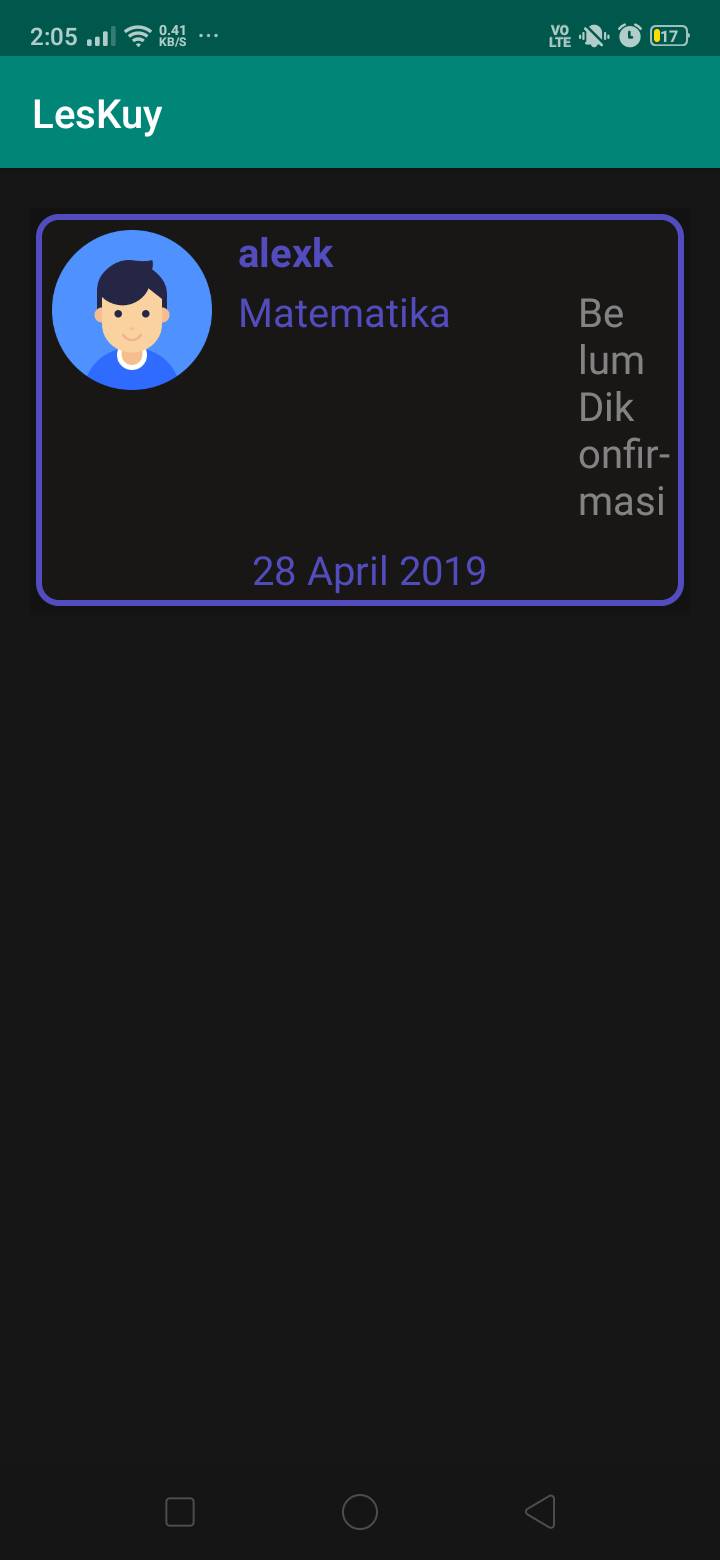 2:05 0.41 KB/S ... VO LTE 17
LesKuy
alexk
Matematika
Be
lum
Dik
onfir-
masi
28 April 2019